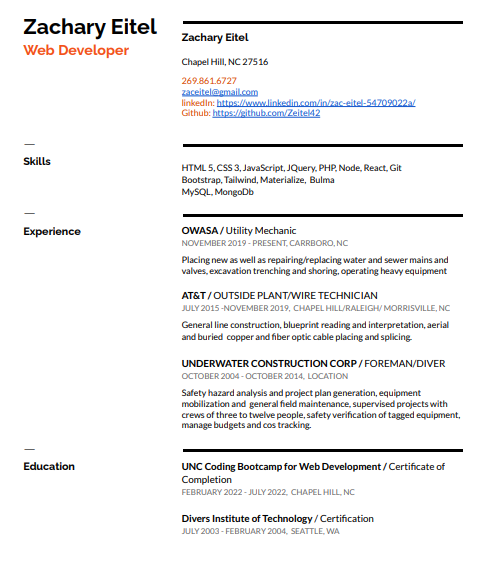 Zachary Eitel
Web Developer
Zachary Eitel
Chapel Hill, NC 27516
269.861.6727
zaceitel@gmail.com
linkedIn: https://www.linkedin.com/in/zac-eitel-54709022a/
Github: https://github.com/Zeitel42
Skills
HTML 5, CSS 3, JavaScript, JQuery, PHP, Node, React, Git
Bootstrap, Tailwind, Materialize, Bulma
MySQL, MongoDb
Experience
OWASA / Utility Mechanic
NOVEMBER 2019 - PRESENT, CARRBORO, NC
Placing new as well as repairing/replacing water and sewer mains and
valves, excavation trenching and shoring, operating heavy equipment
AT&T / OUTSIDE PLANT/WIRE TECHNICIAN
JULY 2015 -NOVEMBER 2019, CHAPEL HILL/RALEIGH/ MORRISVILLE, NC
General line construction, blueprint reading and interpretation, aerial
and buried copper and fiber optic cable placing and splicing.
UNDERWATER CONSTRUCTION CORP / FOREMAN/DIVER
OCTOBER 2004 - OCTOBER 2014, LOCATION
Safety hazard analysis and project plan generation, equipment
mobilization and general field maintenance, supervised projects with
crews of three to twelve people, safety verification of tagged equipment,
manage budgets and cos tracking.
Education
UNC Coding Bootcamp for Web Development / Certificate of
Completion
FEBRUARY 2022 - JULY 2022, CHAPEL HILL, NC
Divers Institute of Technology / Certification
JULY 2003 - FEBRUARY 2004, SEATTLE, WA